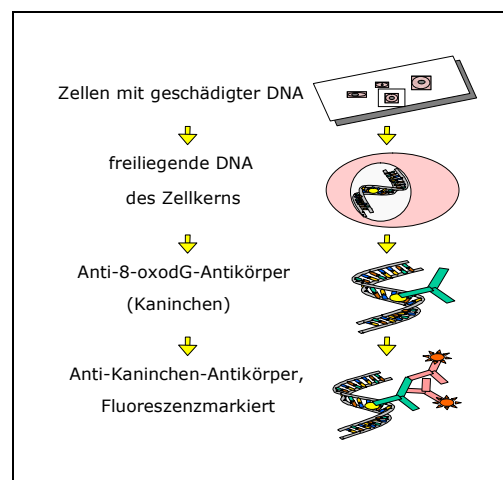 Zellen mit geschädigter DNA
freiliegende DNA
des Zellkerns
Anti-8-oxodG-Antikörper
(Kaninchen)
Anti-Kaninchen-Antikörper,
Fluoreszenzmarkiert